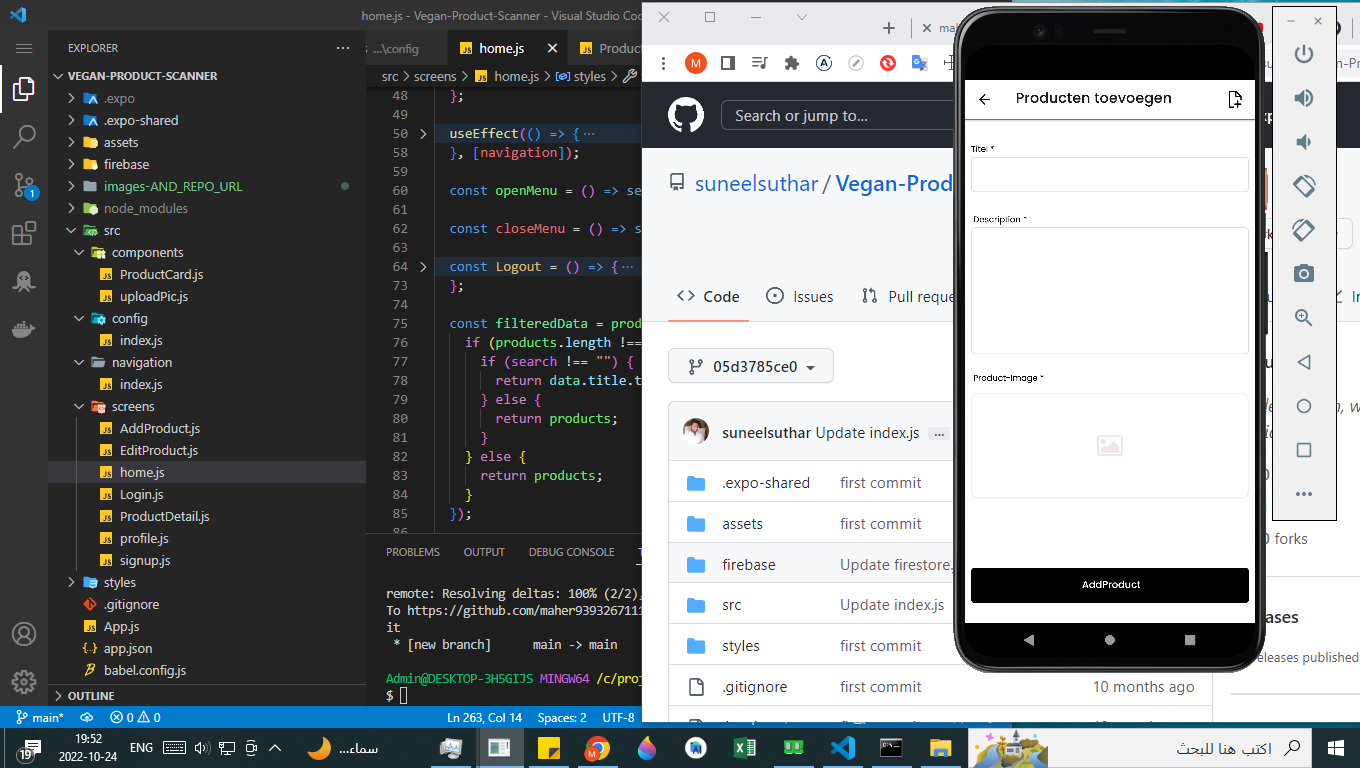 home.js - Vegan-Product-Scanner - Visual Studio Cod
EXPLORER
VEGAN-PRODUCT-SCANNER
.expo
.expo-shared
assets
firebase
images-AND_REPO_URL
node_modules
src
components
ProductCard.js
uploadPic.js
config
index.js
navigation
index.js
screens
AddProduct.js
EditProduct.js
home.js
Login.js
ProductDetail.js
profile.js
signup.js
styles
.gitignore
App.js
app.json
babel.config.js
OUTLINE
...\config
home.js
Produc
src > screens > home.js > styles >
48 };
49
50 useEffect(() => {…
58 }, [navigation]);
59
60 const openMenu = () => se
61
62 const closeMenu = () => s
63
64 const Logout = () => {…
73 };
74
75 const filteredData = prod
76 if (products.length !==
77 if (search !== "") {
78 return data.title.t
79 } else {
80 return products;
81 }
82 } else {
83 return products;
84 }
85 });
86
PROBLEMS
OUTPUT
DEBUG CONSOLE
remote: Resolving deltas: 100% (2/2),
To https://github.com/maher9393267111
it
* [new branch] main -> main
Admin@DESKTOP-3H5GIJS MINGW64 /c/proj
$
main*
0
0
Ln 263, Col 14
Spaces: 2
UTF-8
1
mal
M
Search or jump to...
suneelsuthar / Vegan-Prod
Code
Issues
Pull reque
In
05d3785ce0
suneelsuthar Update index.js
...
.expo-shared first commit
assets first commit
firebase Update firestore.
src Update index.js
styles first commit
.gitignore first commit 10 months ago
0 forks
ases
eleases published
Producten toevoegen
Titel *
Description *
Product-Image *
AddProduct
19
19:52
2022-10-24
ENG
سماء...
M
اكتب هنا للبحث